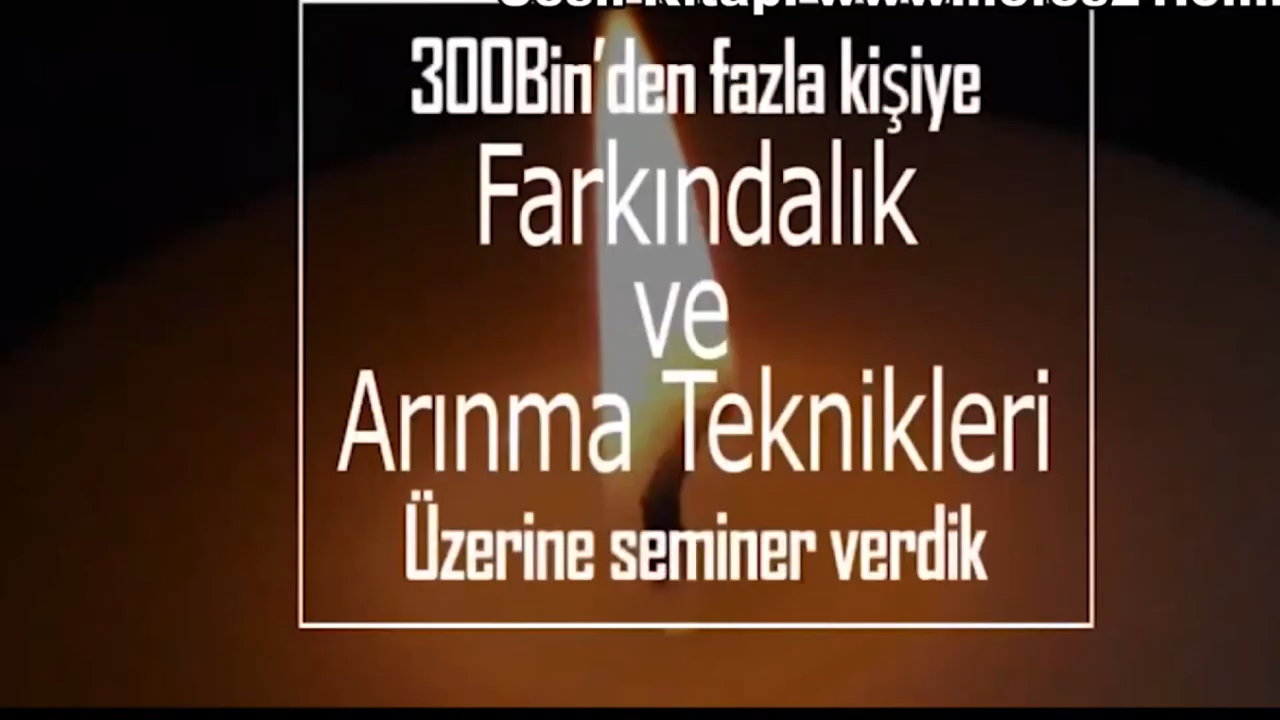 300Bin'den fazla kişiye
Farkındalık
ve
Arınma Teknikleri
Üzerine seminer verdik